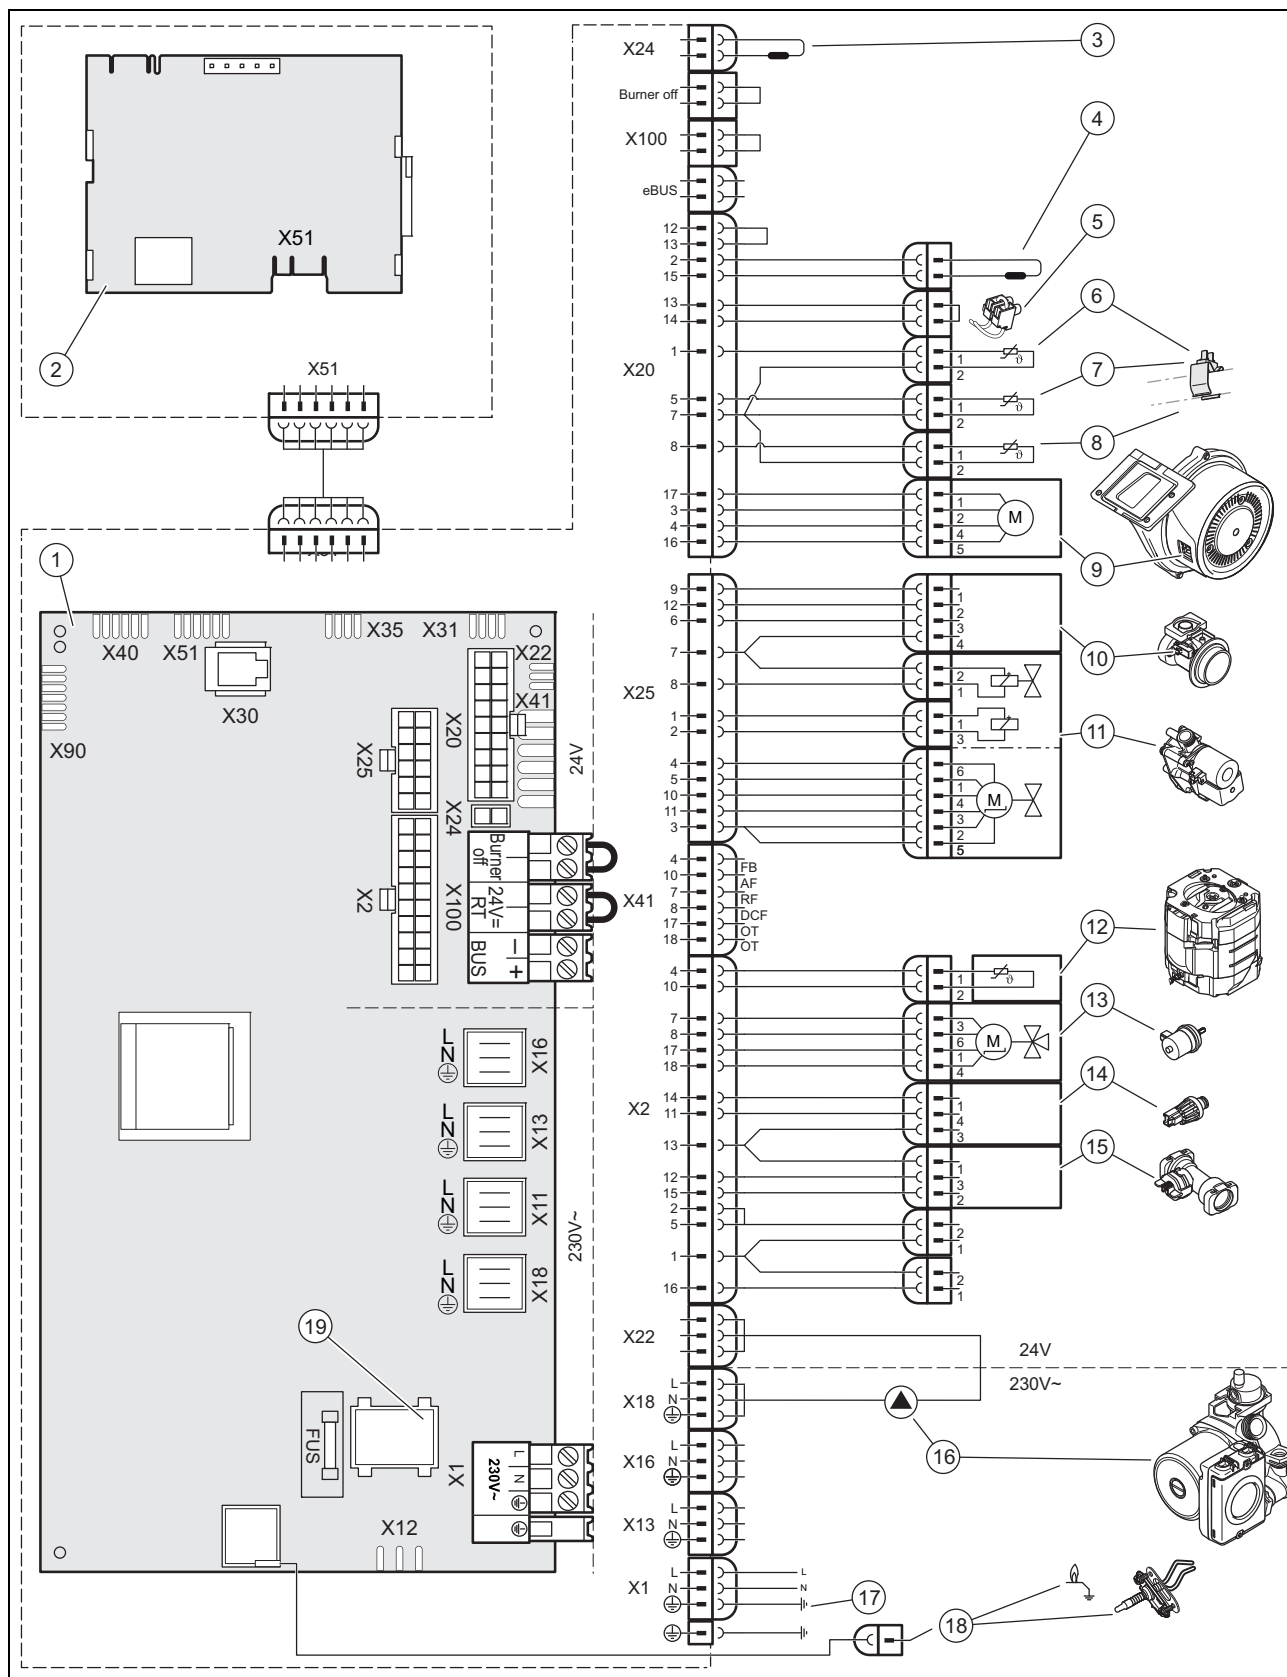 X24
3
Burner off
4
X100
eBUS
X51
5
12
13
2
15
6
13
14
1
1
2
X20
7
2
X51
5
7
1
2
8
8
1
2
17
3
4
16
1
2
4
5
M
9
1
9
12
6
1
2
3
4
X40
X51
X35
X31
7
10
X22
X30
X25
8
2
1
X41
X90
X25
X20
24V
1
2
1
3
11
X24
4
5
10
11
3
6
1
4
3
2
5
M
Burner
off
X2
X100
24V=
RT
X41
4
10
7
8
17
18
FB
AF
RF
DCF
OT
OT
BUS
–
+
12
4
10
1
2
ϑ
ϑ
ϑ
ϑ
7
8
17
18
3
6
1
4
M
13
L
N
X16
14
X2
14
11
1
4
3
L
N
X13
13
15
12
15
1
3
2
L
N
X11
230V~
2
5
2
1
1
L
N
X18
16
2
1
19
X22
24V
230V~
L
X18
N
FUS
16
X1
L
N
230V~
L
X16
N
L
X13
N
X12
L
L
X1
N
N
17
18